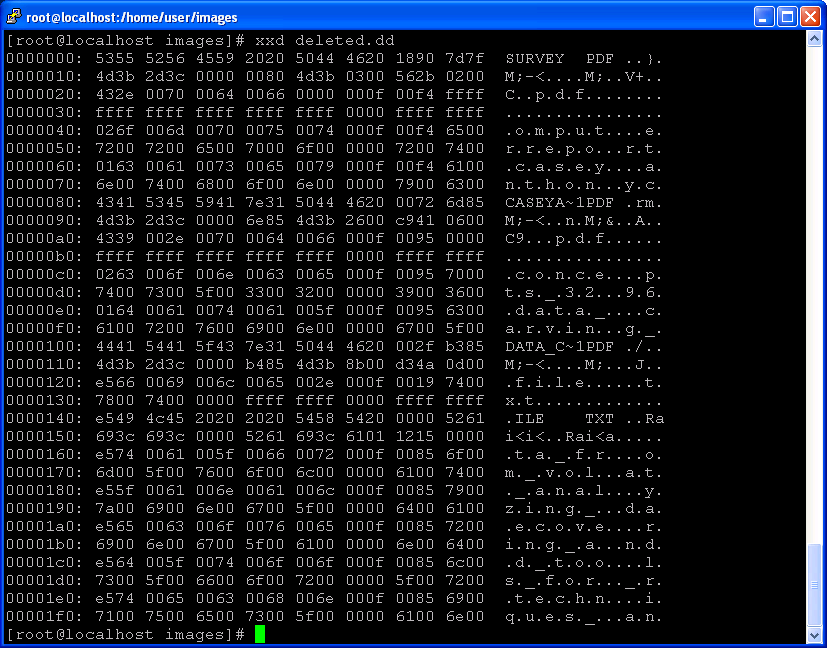 root@localhost:/home/user/images
[root@localhost images]# xxd deleted.dd
0000000: 5355 5256 4559 2020 5044 4620 1890 7d7f  SURVEY  PDF ..}.
0000010: 4d3b 2d3c 0000 0080 4d3b 0300 562b 0200  M;-<....M;..V+..
0000020: 432e 0070 0064 0066 0000 000f 00f4 ffff  C..p.d.f........
0000030: ffff ffff ffff ffff ffff 0000 ffff ffff  ................
0000040: 026f 006d 0070 0075 0074 000f 00f4 6500  .o.m.p.u.t....e.
0000050: 7200 7200 6500 7000 6f00 0000 7200 7400  r.r.e.p.o...r.t.
0000060: 0163 0061 0073 0065 0079 000f 00f4 6100  .c.a.s.e.y....a.
0000070: 6e00 7400 6800 6f00 6e00 0000 7900 6300  n.t.h.o.n...y.c.
0000080: 4341 5345 5941 7e31 5044 4620 0072 6d85  CASEYA~1PDF .rm.
0000090: 4d3b 2d3c 0000 6e85 4d3b 2600 c941 0600  M;-<..n.M;&..A..
00000a0: 4339 002e 0070 0064 0066 000f 0095 0000  C9...p.d.f......
00000b0: ffff ffff ffff ffff ffff 0000 ffff ffff  ................
00000c0: 0263 006f 006e 0063 0065 000f 0095 7000  .c.o.n.c.e....p.
00000d0: 7400 7300 5f00 3300 3200 0000 3900 3600  t.s._.3.2...9.6.
00000e0: 0164 0061 0074 0061 005f 000f 0095 6300  .d.a.t.a._....c.
00000f0: 6100 7200 7600 6900 6e00 0000 6700 5f00  a.r.v.i.n...g._.
0000100: 4441 5441 5f43 7e31 5044 4620 002f b385  DATA_C~1PDF ./..
0000110: 4d3b 2d3c 0000 b485 4d3b 8b00 d34a 0d00  M;-<....M;...J..
0000120: e566 0069 006c 0065 002e 000f 0019 7400  .f.i.l.e......t.
0000130: 7800 7400 0000 ffff ffff 0000 ffff ffff  x.t.............
0000140: e549 4c45 2020 2020 5458 5420 0000 5261  .ILE    TXT ..Ra
0000150: 693c 693c 0000 5261 693c 6101 1215 0000  i<i<..Rai<a.....
0000160: e574 0061 005f 0066 0072 000f 0085 6f00  .t.a._.f.r....o.
0000170: 6d00 5f00 7600 6f00 6c00 0000 6100 7400  m._.v.o.l...a.t.
0000180: e55f 0061 006e 0061 006c 000f 0085 7900  ._.a.n.a.l....y.
0000190: 7a00 6900 6e00 6700 5f00 0000 6400 6100  z.i.n.g._...d.a.
00001a0: e565 0063 006f 0076 0065 000f 0085 7200  .e.c.o.v.e....r.
00001b0: 6900 6e00 6700 5f00 6100 0000 6e00 6400  i.n.g._.a...n.d.
00001c0: e564 005f 0074 006f 006f 000f 0085 6c00  .d._.t.o.o....l.
00001d0: 7300 5f00 6600 6f00 7200 0000 5f00 7200  s._.f.o.r..._.r.
00001e0: e574 0065 0063 0068 006e 000f 0085 6900  .t.e.c.h.n....i.
00001f0: 7100 7500 6500 7300 5f00 0000 6100 6e00  q.u.e.s._...a.n.
[root@localhost images]#